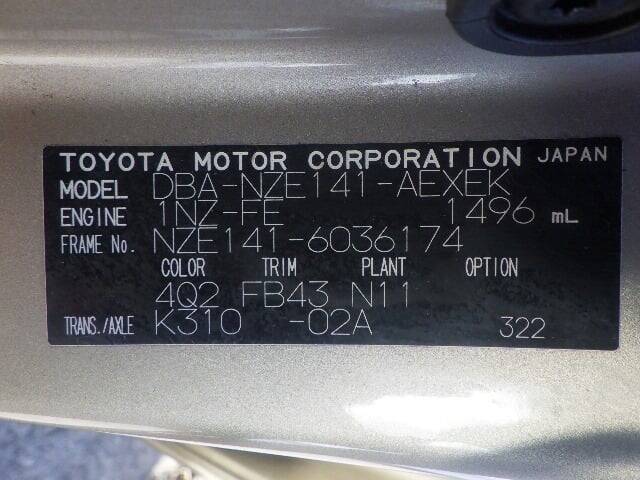 TOYOTA MOTOR CORPORATION JAPAN
MODEL DBA-NZE141-AEXEK
ENGINE 1NZ-FE 1496 mL
FRAME No. NZE141-6036174
COLOR TRIM PLANT OPTION
4Q2 FB43 N11
TRANS./AXLE K310 -02A 322